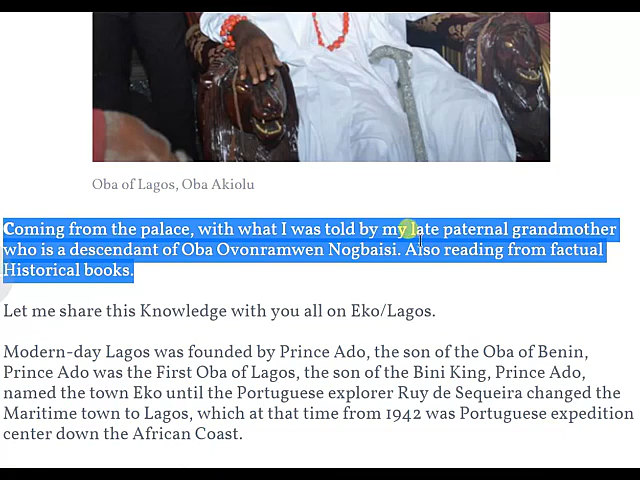 Oba of Lagos, Oba Akiolu
Coming from the palace, with what I was told by my late paternal grandmother
who is a descendant of Oba Ovonramwen Nogbaisi. Also reading from factual
Historical books.
Let me share this Knowledge with you all on Eko/Lagos.
Modern-day Lagos was founded by Prince Ado, the son of the Oba of Benin,
Prince Ado was the First Oba of Lagos, the son of the Bini King, Prince Ado,
named the town Eko until the Portuguese explorer Ruy de Sequeira changed the
Maritime town to Lagos, which at that time from 1942 was Portuguese expedition
center down the African Coast.